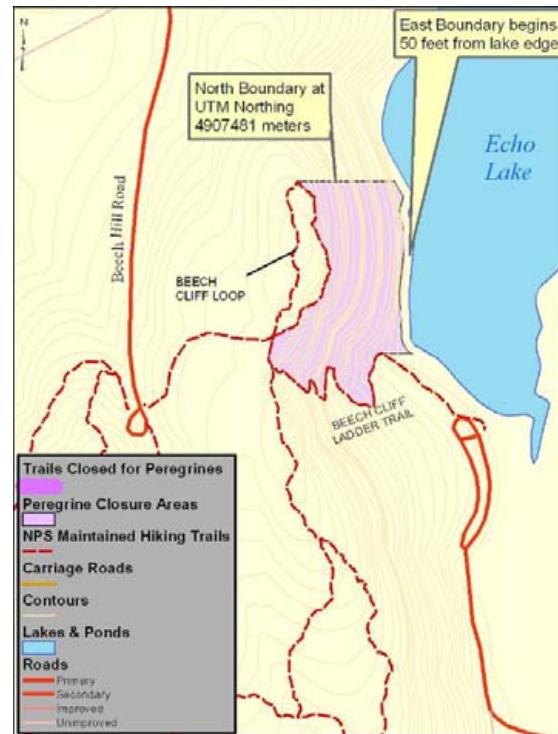 N
East Boundary begins
50 feet from lake edge
North Boundary at
UTM Northing
4907481 meters
Echo
Lake
Beech Hill Road
BEECH
CLIFF LOOP
BEECH CLIFF
LADDER TRAIL
Trails Closed for Peregrines
Peregrine Closure Areas
NPS Maintained Hiking Trails
Carriage Roads
Contours
Lakes & Ponds
Roads
Primary
Secondary
Improved
Unimproved